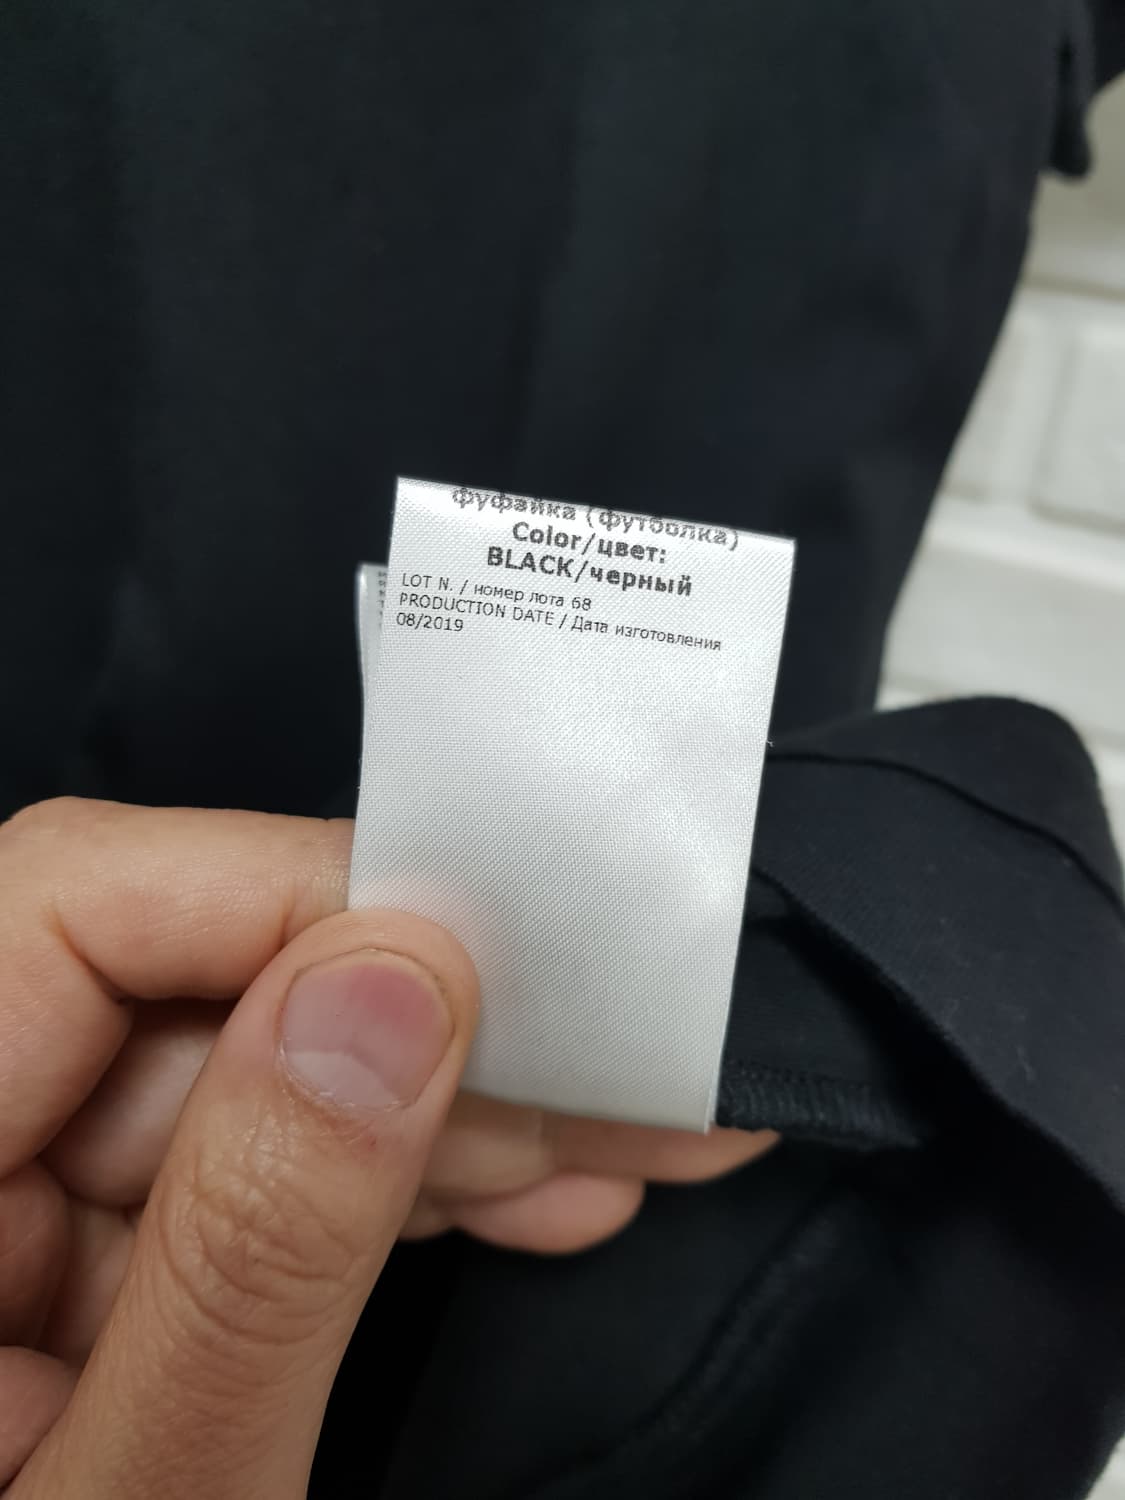 фуфайка (футболка)
Color/цвет:
BLACK/черный
LOT N. / номер лота 68
PRODUCTION DATE / Дата изготовления
08/2019